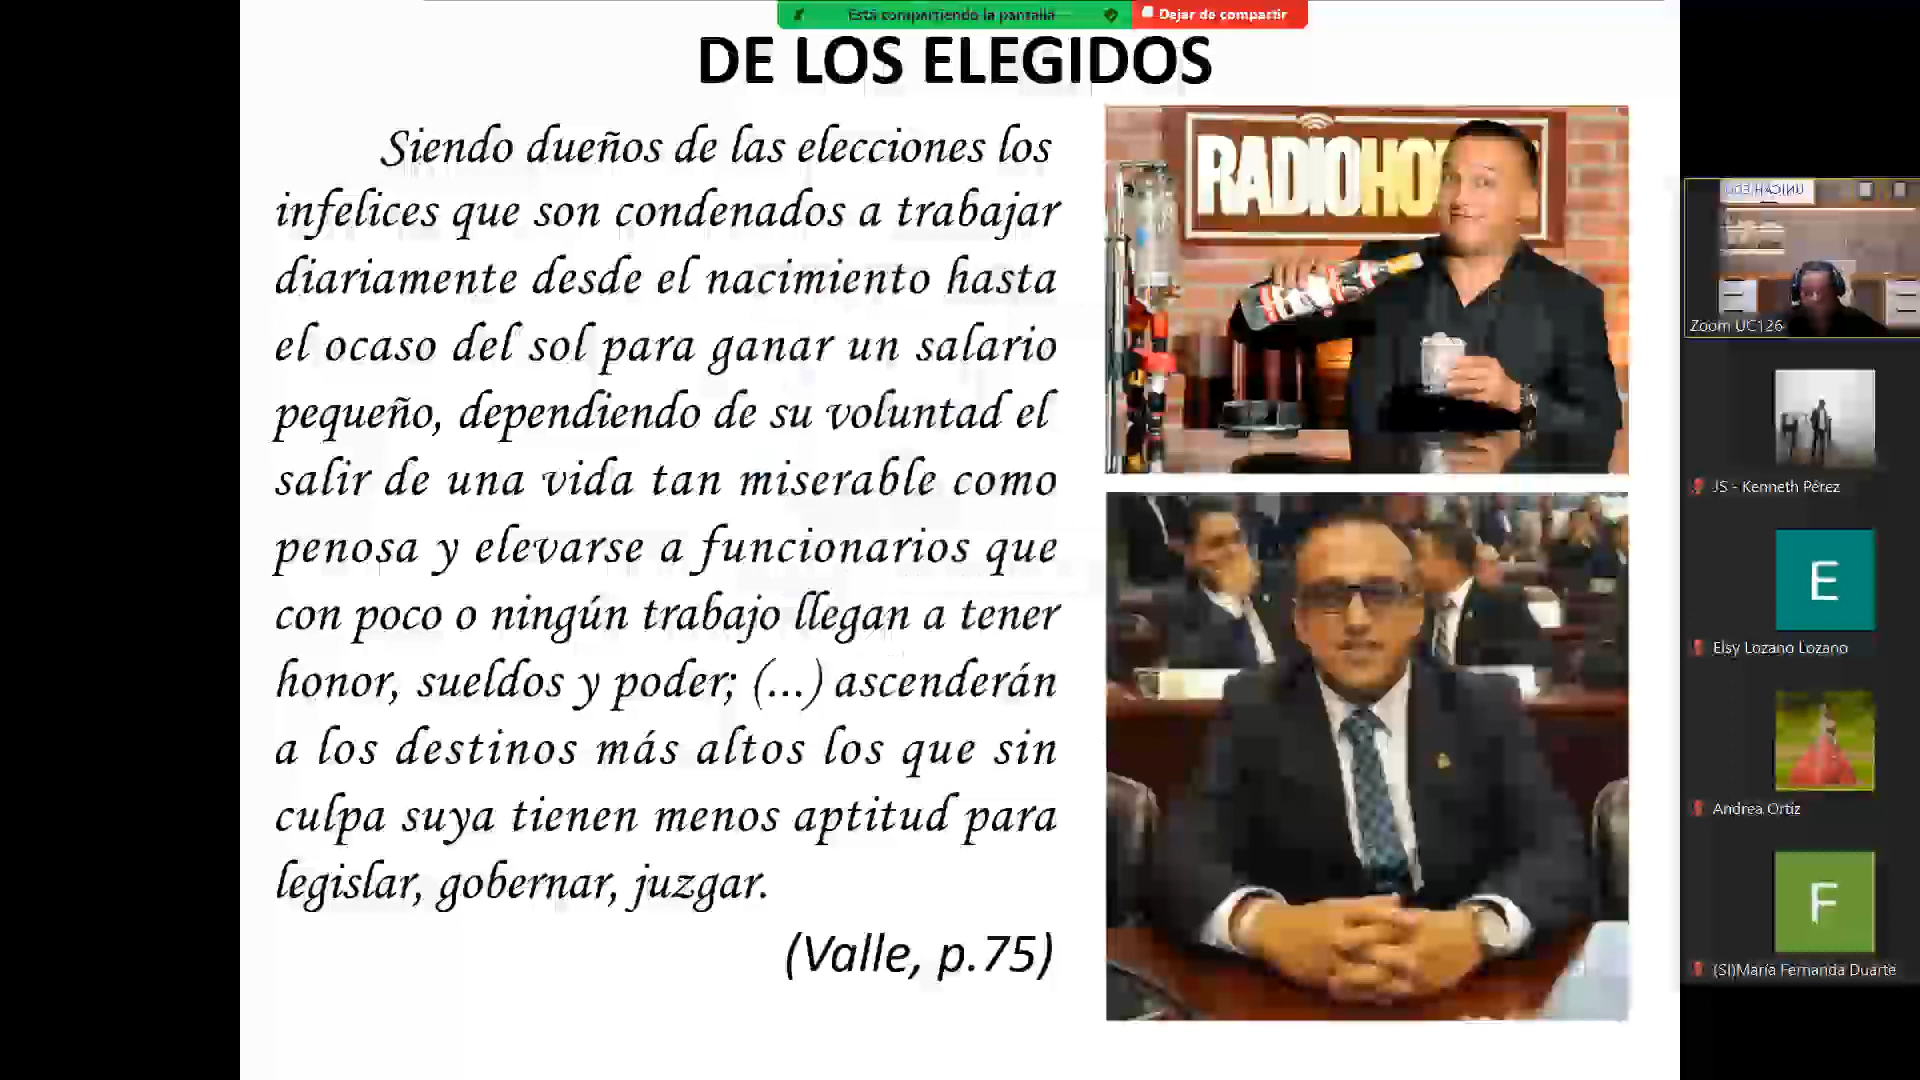 Está compartiendo la pantalla
Dejar de compartir
DE LOS ELEGIDOS
Siendo dueños de las elecciones los
infelices que son condenados a trabajar
diariamente desde el nacimiento hasta
el ocaso del sol para ganar un salario
pequeño, dependiendo de su voluntad el
salir de una vida tan miserable como
penosa y elevarse a funcionarios que
con poco o ningún trabajo llegan a tener
honor, sueldos y poder; (...) ascenderán
a los destinos más altos los que sin
culpa suya tienen menos aptitud para
legislar, gobernar, juzgar.
(Valle, p.75)
Zoom UC126
JS - Kenneth Pérez
E
Elsy Lozano Lozano
Andrea Ortiz
F
(SI)María Fernanda Duarte